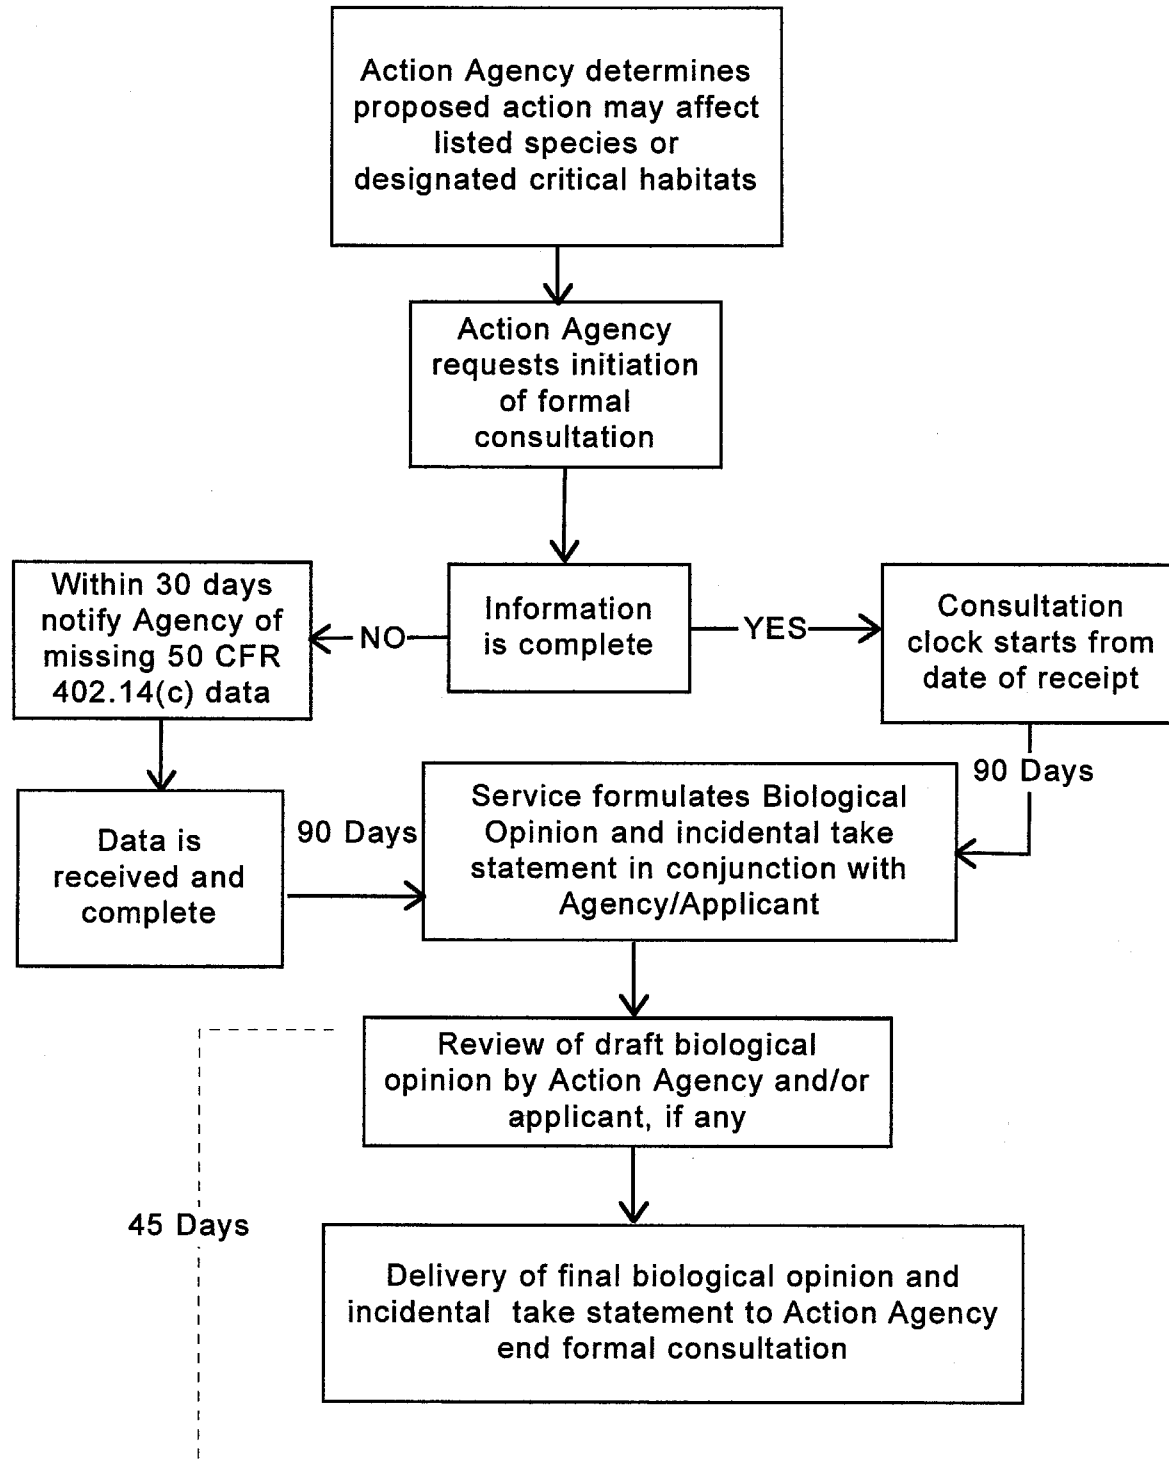 Action Agency determines
proposed action may affect
listed species or
designated critical habitats
Action Agency
requests initiation
of formal
consultation
Within 30 days
notify Agency of
missing 50 CFR
402.14(c) data
NO
Information
is complete
YES
Consultation
clock starts from
date of receipt
90 Days
Data is
received and
complete
90 Days
Service formulates Biological
Opinion and incidental take
statement in conjunction with
Agency/Applicant
Review of draft biological
opinion by Action Agency and/or
applicant, if any
45 Days
Delivery of final biological opinion and
incidental take statement to Action Agency
end formal consultation